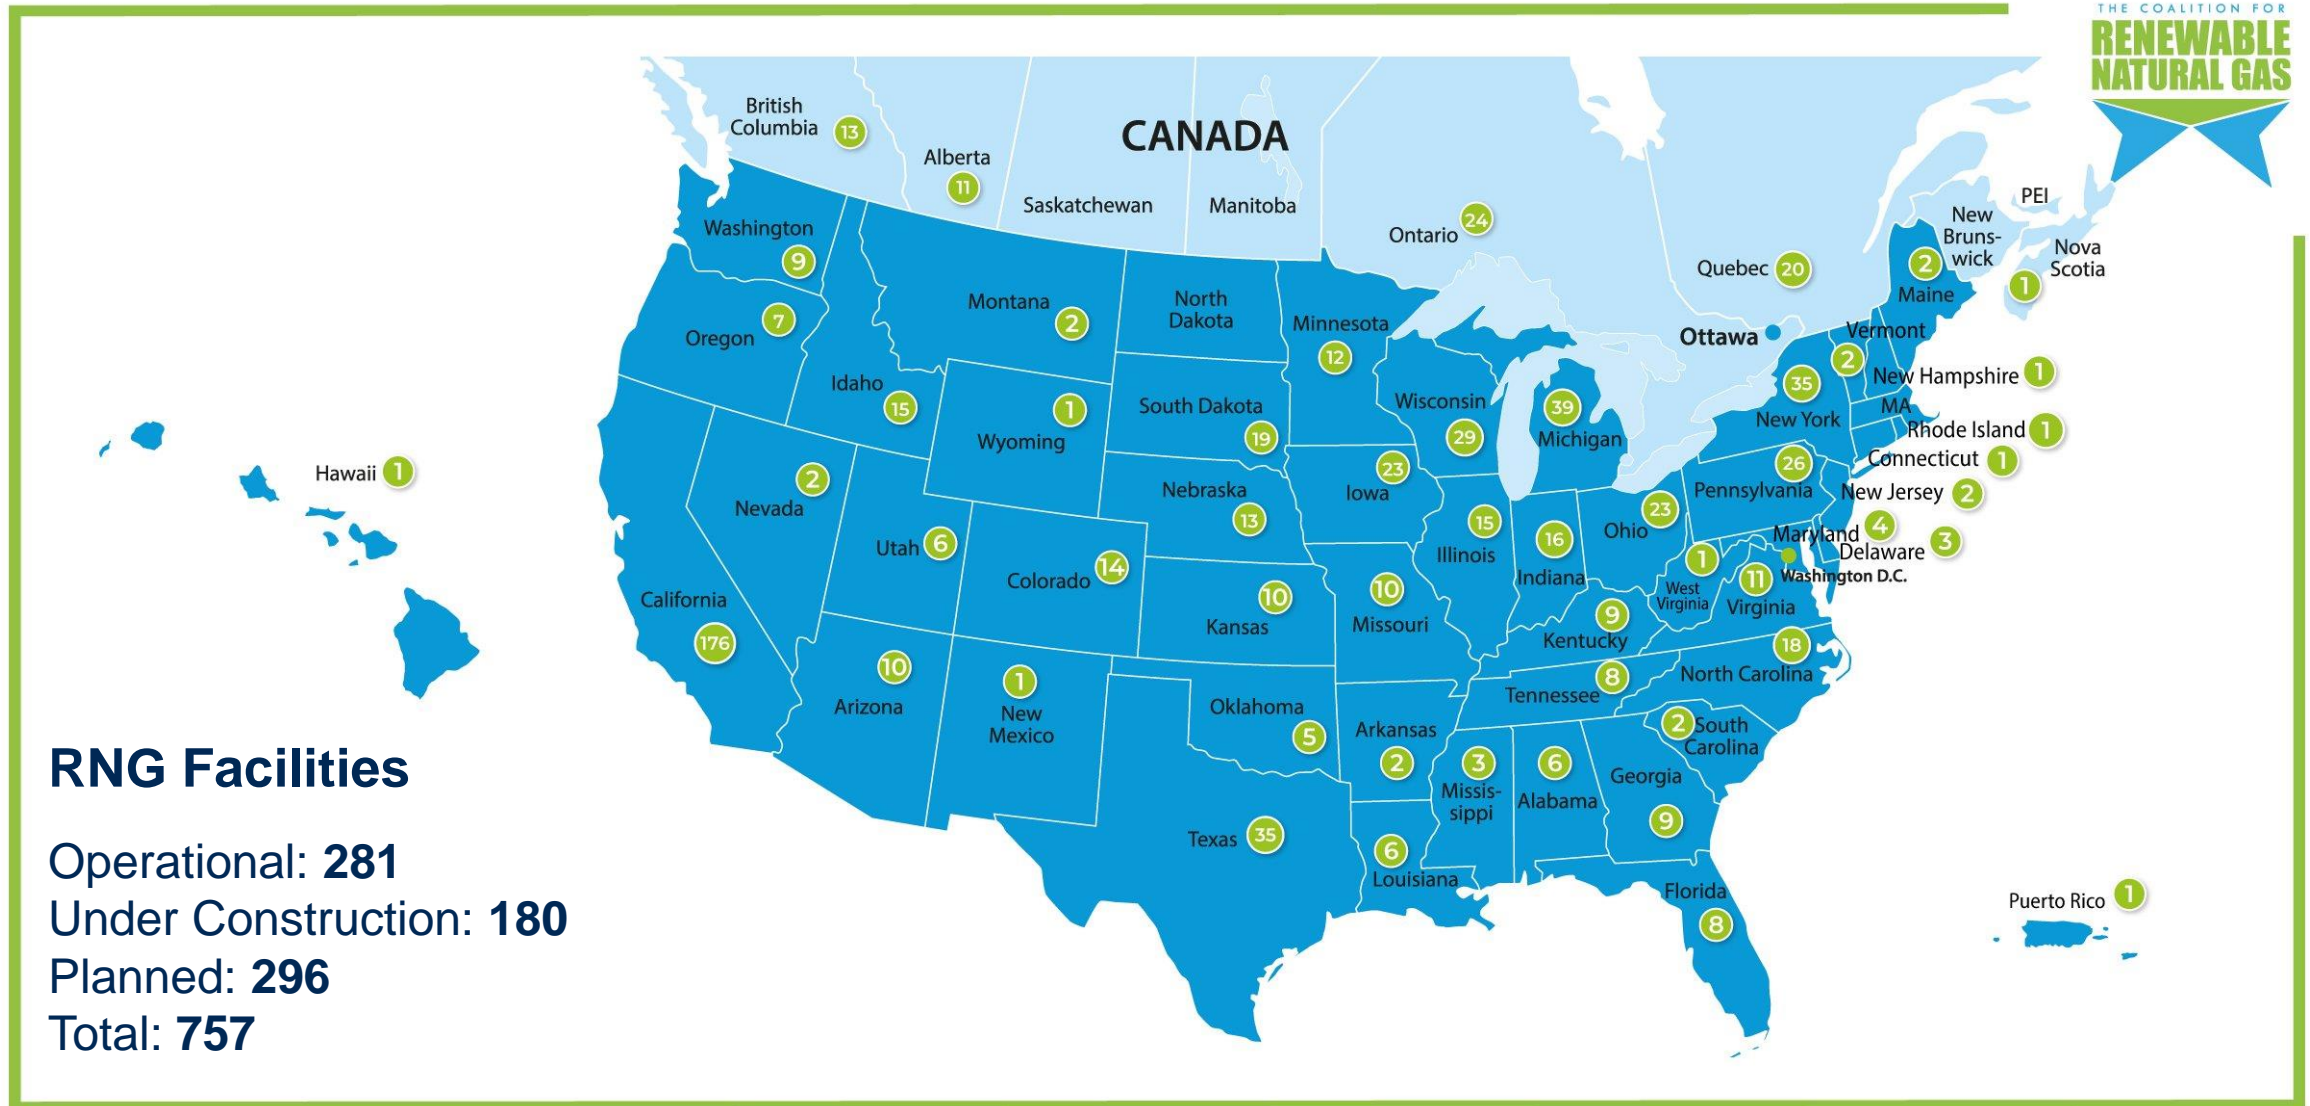 THE COALITION FOR
RENEWABLE
NATURAL GAS
British
Columbia
13
Alberta
11
CANADA
Saskatchewan
Manitoba
Ontario
24
Quebec
20
Ottawa
PEI
New
Bruns-
wick
Nova
Scotia
1
Washington
9
Oregon
7
Montana
2
North
Dakota
Minnesota
12
Idaho
15
Wyoming
1
South Dakota
19
Wisconsin
29
39
Michigan
2
Maine
Vermont
2
New Hampshire 1
35
New York
MA
Rhode Island 1
Connecticut 1
New Jersey 2
26
Pennsylvania
Maryland 4
Delaware 3
Washington D.C.
Hawaii 1
2
Nevada
Utah 6
Colorado 14
Nebraska
13
23
Iowa
15
Illinois
16
Indiana
23
Ohio
1
West
Virginia
11
Virginia
California
176
10
Kansas
10
Missouri
9
Kentucky
18
North Carolina
10
Arizona
1
New
Mexico
Oklahoma
5
Arkansas
2
8
Tennessee
2 South
Carolina
3
Missis-
sippi
6
Alabama
Georgia
9
Texas 35
6
Louisiana
Florida
8
Puerto Rico 1
RNG Facilities
Operational: 281
Under Construction: 180
Planned: 296
Total: 757